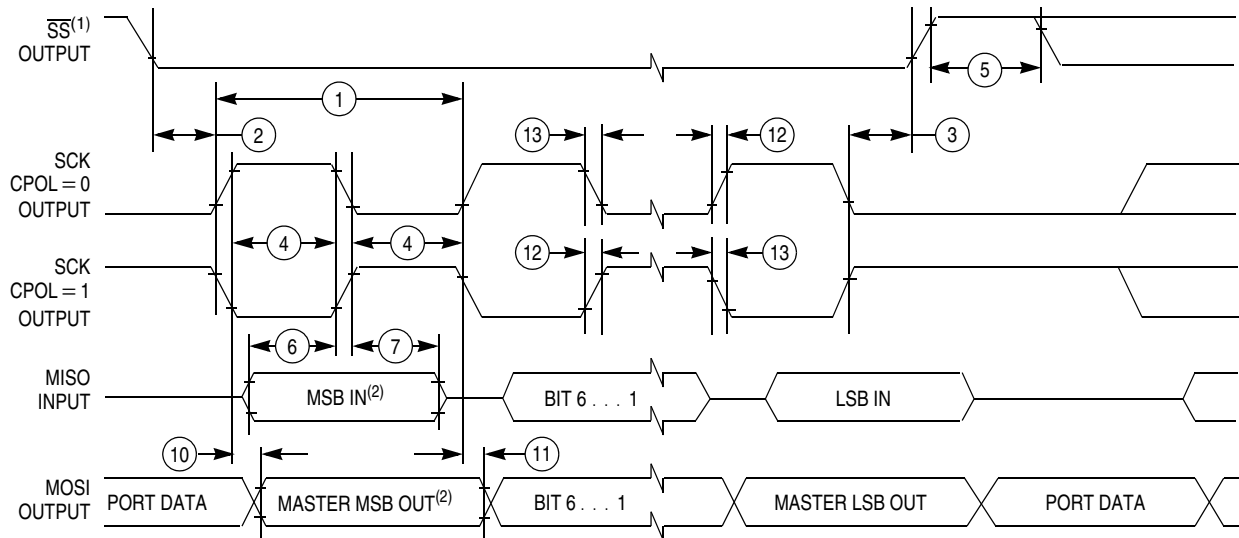 SS(1)
OUTPUT
5
1
2
13
12
3
SCK
CPOL = 0
OUTPUT
4
4
12
13
SCK
CPOL = 1
OUTPUT
6
7
MISO
INPUT
MSB IN(2)
BIT 6 . . . 1
LSB IN
10
11
MOSI
OUTPUT
PORT DATA
MASTER MSB OUT(2)
BIT 6 . . . 1
MASTER LSB OUT
PORT DATA